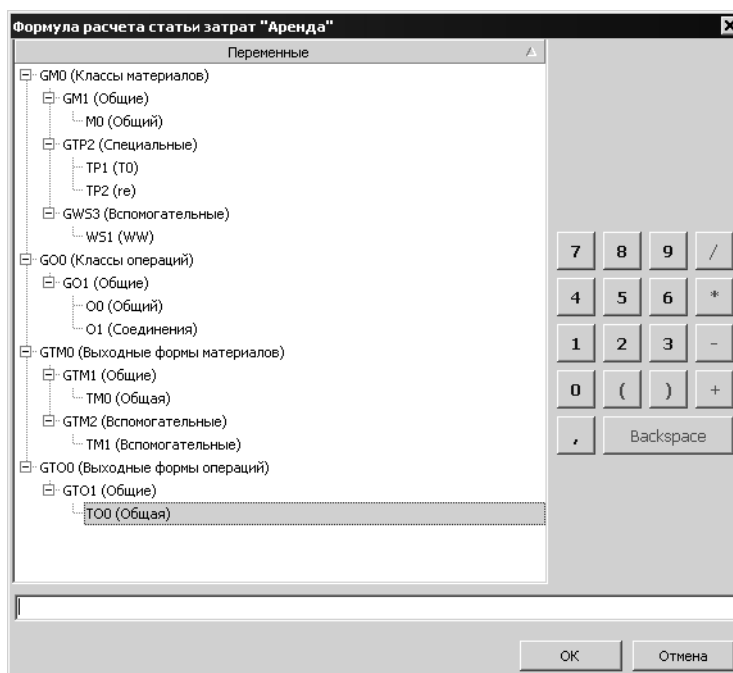 Формула расчета статьи затрат "Аренда"
Переменные
GM0 (Классы материалов)
GM1 (Общие)
M0 (Общий)
GTP2 (Специальные)
TP1 (T0)
TP2 (re)
GWS3 (Вспомогательные)
WS1 (WW)
GO0 (Классы операций)
GO1 (Общие)
O0 (Общий)
O1 (Соединения)
GTM0 (Выходные формы материалов)
GTM1 (Общие)
TM0 (Общая)
GTM2 (Вспомогательные)
TM1 (Вспомогательные)
GTO0 (Выходные формы операций)
GTO1 (Общие)
TO0 (Общая)
7 8 9 /
4 5 6 *
1 2 3 -
0 ( ) +
, Backspace
OK Отмена